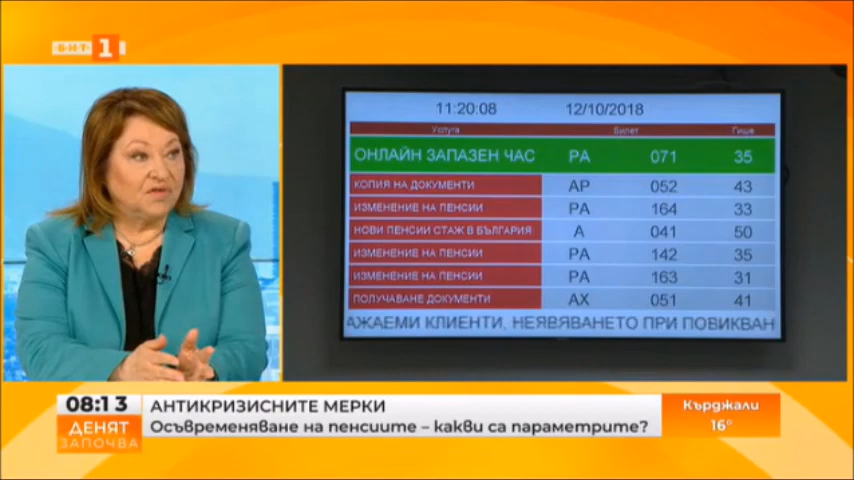 БНТ 1
11:20:08 12/10/2018
Услуга Билет Гише
ОНЛАЙН ЗАПАЗЕН ЧАС РА 071 35
КОПИЯ НА ДОКУМЕНТИ АР 052 43
ИЗМЕНЕНИЕ НА ПЕНСИИ РА 164 33
НОВИ ПЕНСИИ СТАЖ В БЪЛГАРИЯ А 041 50
ИЗМЕНЕНИЕ НА ПЕНСИИ РА 142 35
ИЗМЕНЕНИЕ НА ПЕНСИИ РА 163 31
ПОЛУЧАВАНЕ ДОКУМЕНТИ АХ 051 41
АЖАЕМИ КЛИЕНТИ, НЕЯВЯВАНЕТО ПРИ ПОВИКВАН
08:13 АНТИКРИЗИСНИТЕ МЕРКИ
ДЕНЯТ ЗАПОЧВА
Осъвременяване на пенсиите – какви са параметрите?
Кърджали
16°